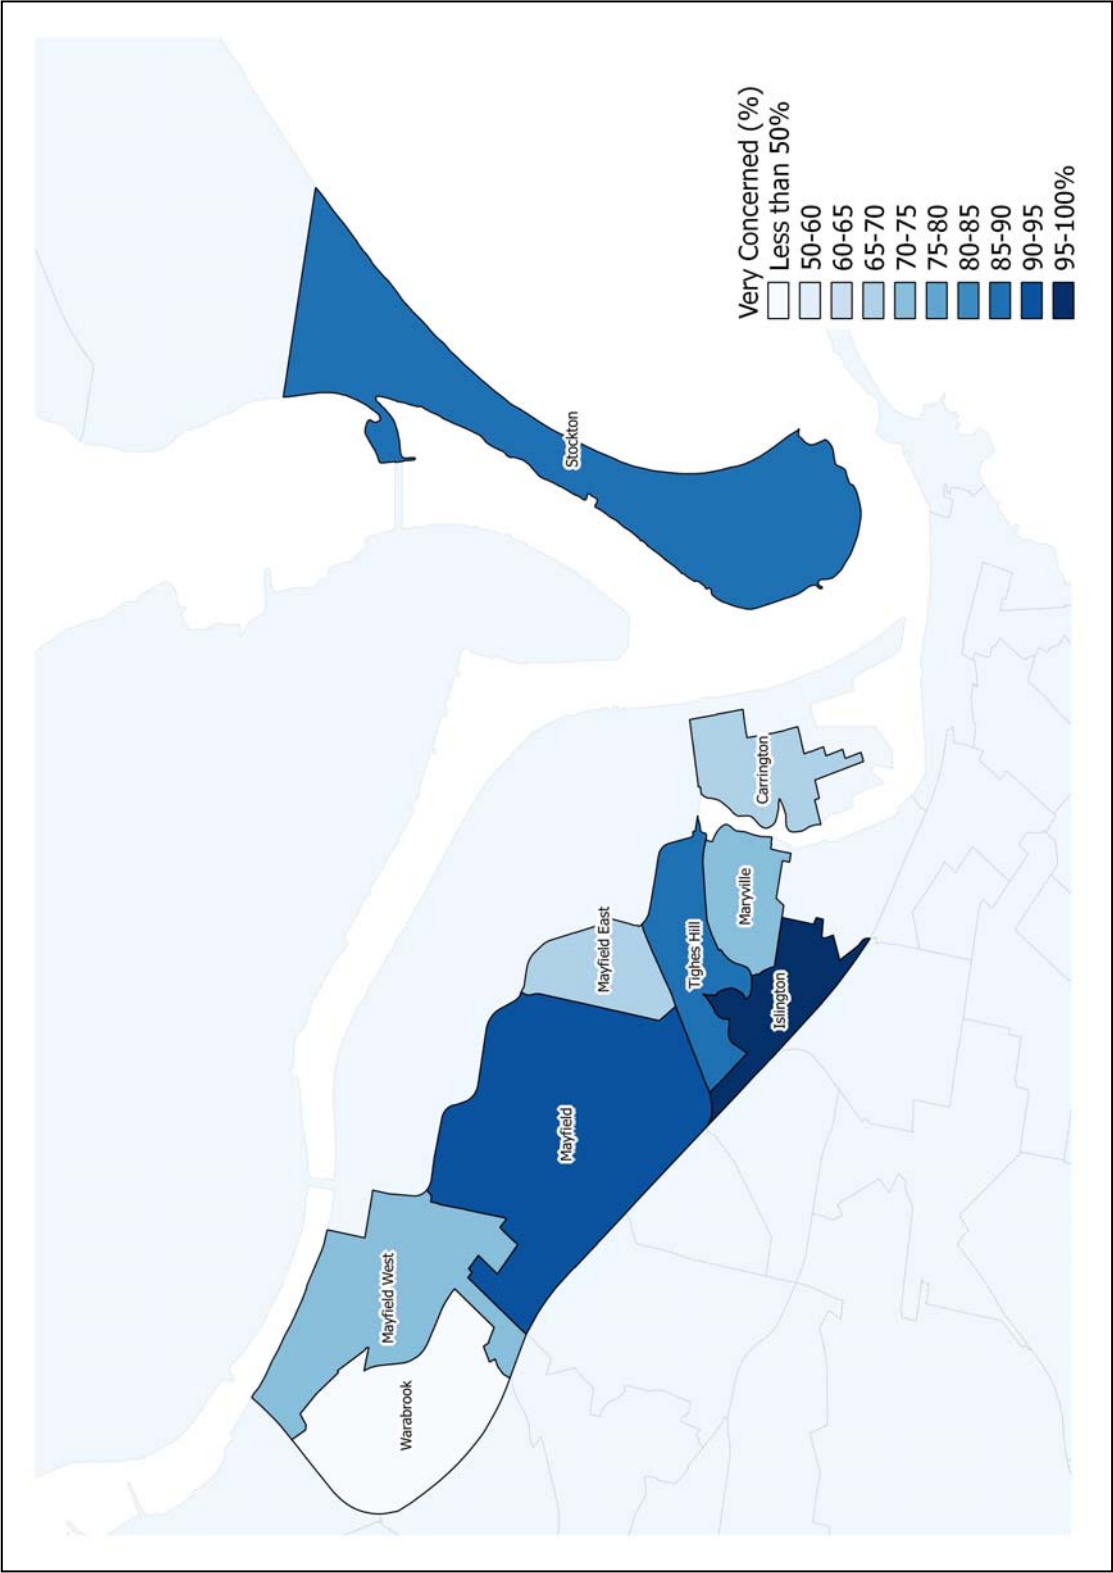 Very Concerned (%)
Less than 50%
50-60
60-65
65-70
70-75
75-80
80-85
85-90
90-95
95-100%
Stockton
Carrington
Maryville
Mayfield East
Tighes Hill
Islington
Mayfield
Mayfield West
Warabrook